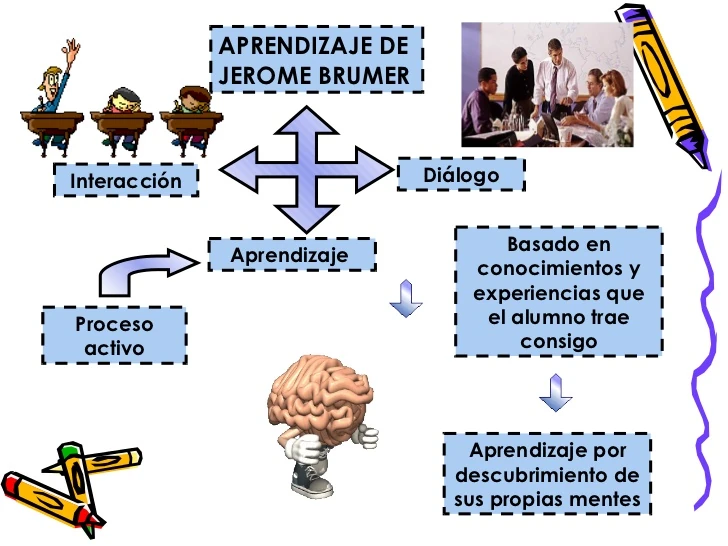 APRENDIZAJE DE
JEROME BRUMER
Interacción
Diálogo
Aprendizaje
Proceso
activo
Basado en
conocimientos y
experiencias que
el alumno trae
consigo
Aprendizaje por
descubrimiento de
sus propias mentes